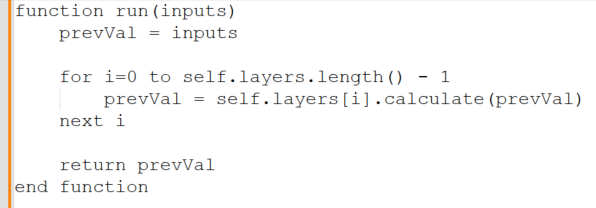 function run(inputs)
    prevVal = inputs

    for i=0 to self.layers.length() - 1
        prevVal = self.layers[i].calculate(prevVal)
    next i

    return prevVal
end function